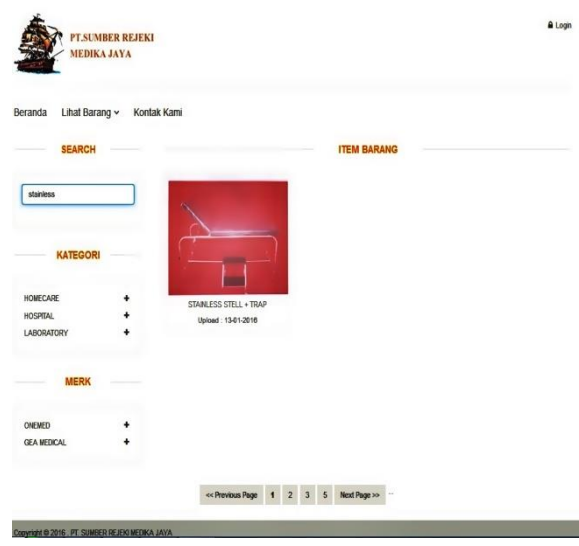 PT.SUMBER REJEKI
MEDIKA JAYA
Login
Beranda Lihat Barang Kontak Kami
SEARCH
stainless
KATEGORI
HOMECARE +
HOSPITAL +
LABORATORY +
MERK
ONEMED +
GEA MEDICAL +
ITEM BARANG
STAINLESS STELL + TRAP
Upload : 13-01-2016
<< Previous Page 1 2 3 5 Next Page >> ...
Copyright © 2016 PT. SUMBER REJEKI MEDIKA JAYA